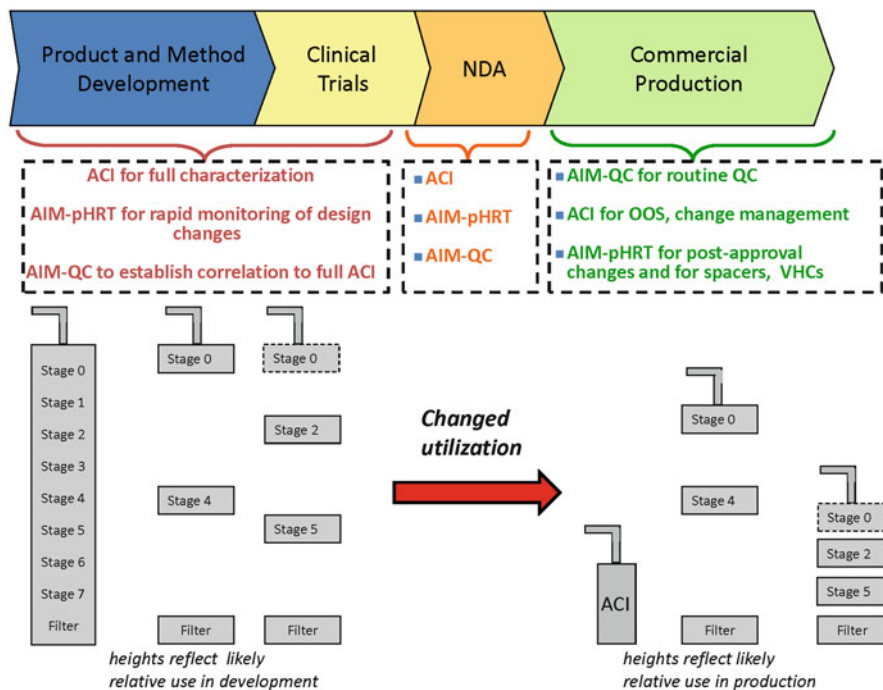 Product and Method
Development
Clinical
Trials
NDA
Commercial
Production
ACI for full characterization
AIM-pHRT for rapid monitoring of design
changes
AIM-QC to establish correlation to full ACI
ACI
AIM-pHRT
AIM-QC
AIM-QC for routine QC
ACI for OOS, change management
AIM-pHRT for post-approval
changes and for spacers, VHCs
Stage 0
Stage 1
Stage 2
Stage 3
Stage 4
Stage 5
Stage 6
Stage 7
Filter
Stage 0
Stage 4
Filter
Stage 0
Stage 2
Stage 5
Filter
heights reflect likely
relative use in development
Changed
utilization
ACI
Stage 0
Stage 4
Filter
Stage 0
Stage 2
Stage 5
Filter
heights reflect likely
relative use in production